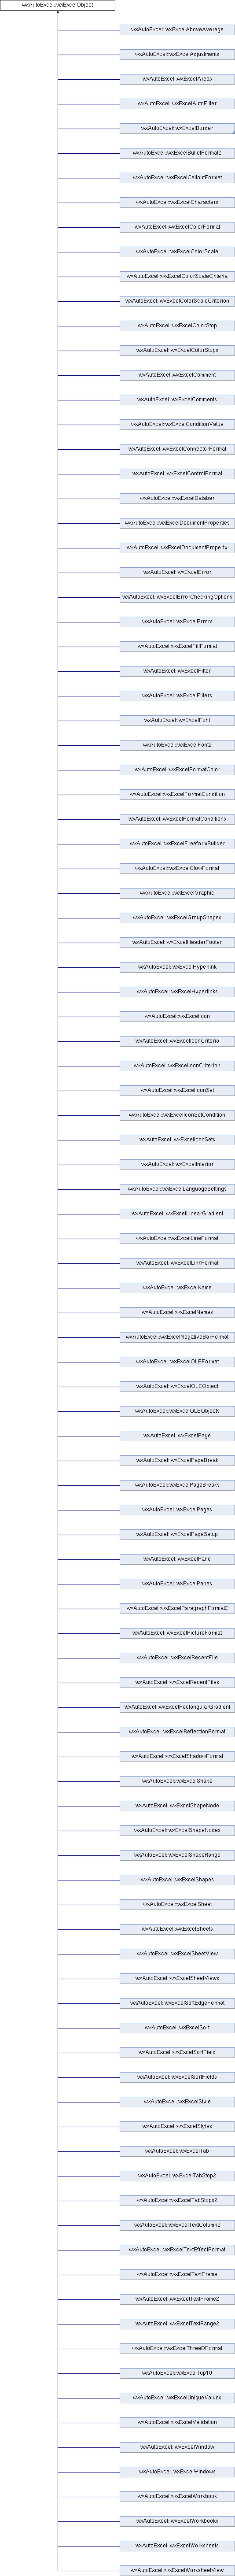 wxAutoExcel::wxExcelObject
wxAutoExcel::wxExcelAboveAverage
wxAutoExcel::wxExcelAdjustments
wxAutoExcel::wxExcelAreas
wxAutoExcel::wxExcelAutoFilter
wxAutoExcel::wxExcelBorder
wxAutoExcel::wxExcelBulletFormat2
wxAutoExcel::wxExcelCalloutFormat
wxAutoExcel::wxExcelCharacters
wxAutoExcel::wxExcelColorFormat
wxAutoExcel::wxExcelColorScale
wxAutoExcel::wxExcelColorScaleCriteria
wxAutoExcel::wxExcelColorScaleCriterion
wxAutoExcel::wxExcelColorStop
wxAutoExcel::wxExcelColorStops
wxAutoExcel::wxExcelComment
wxAutoExcel::wxExcelComments
wxAutoExcel::wxExcelConditionValue
wxAutoExcel::wxExcelConnectorFormat
wxAutoExcel::wxExcelControlFormat
wxAutoExcel::wxExcelDatabar
wxAutoExcel::wxExcelDocumentProperties
wxAutoExcel::wxExcelDocumentProperty
wxAutoExcel::wxExcelError
wxAutoExcel::wxExcelErrorCheckingOptions
wxAutoExcel::wxExcelErrors
wxAutoExcel::wxExcelFillFormat
wxAutoExcel::wxExcelFilter
wxAutoExcel::wxExcelFilters
wxAutoExcel::wxExcelFont
wxAutoExcel::wxExcelFont2
wxAutoExcel::wxExcelFormatColor
wxAutoExcel::wxExcelFormatCondition
wxAutoExcel::wxExcelFormatConditions
wxAutoExcel::wxExcelFreeformBuilder
wxAutoExcel::wxExcelGlowFormat
wxAutoExcel::wxExcelGraphic
wxAutoExcel::wxExcelGroupShapes
wxAutoExcel::wxExcelHeaderFooter
wxAutoExcel::wxExcelHyperlink
wxAutoExcel::wxExcelHyperlinks
wxAutoExcel::wxExcelIcon
wxAutoExcel::wxExcelIconCriteria
wxAutoExcel::wxExcelIconCriterion
wxAutoExcel::wxExcelIconSet
wxAutoExcel::wxExcelIconSetCondition
wxAutoExcel::wxExcelIconSets
wxAutoExcel::wxExcelInterior
wxAutoExcel::wxExcelLanguageSettings
wxAutoExcel::wxExcelLinearGradient
wxAutoExcel::wxExcelLineFormat
wxAutoExcel::wxExcelLinkFormat
wxAutoExcel::wxExcelName
wxAutoExcel::wxExcelNames
wxAutoExcel::wxExcelNegativeBarFormat
wxAutoExcel::wxExcelOLEFormat
wxAutoExcel::wxExcelOLEObject
wxAutoExcel::wxExcelOLEObjects
wxAutoExcel::wxExcelPage
wxAutoExcel::wxExcelPageBreak
wxAutoExcel::wxExcelPageBreaks
wxAutoExcel::wxExcelPages
wxAutoExcel::wxExcelPageSetup
wxAutoExcel::wxExcelPane
wxAutoExcel::wxExcelPanes
wxAutoExcel::wxExcelParagraphFormat2
wxAutoExcel::wxExcelPictureFormat
wxAutoExcel::wxExcelRecentFile
wxAutoExcel::wxExcelRecentFiles
wxAutoExcel::wxExcelRectangularGradient
wxAutoExcel::wxExcelReflectionFormat
wxAutoExcel::wxExcelShadowFormat
wxAutoExcel::wxExcelShape
wxAutoExcel::wxExcelShapeNode
wxAutoExcel::wxExcelShapeNodes
wxAutoExcel::wxExcelShapeRange
wxAutoExcel::wxExcelShapes
wxAutoExcel::wxExcelSheet
wxAutoExcel::wxExcelSheets
wxAutoExcel::wxExcelSheetView
wxAutoExcel::wxExcelSheetViews
wxAutoExcel::wxExcelSoftEdgeFormat
wxAutoExcel::wxExcelSort
wxAutoExcel::wxExcelSortField
wxAutoExcel::wxExcelSortFields
wxAutoExcel::wxExcelStyle
wxAutoExcel::wxExcelStyles
wxAutoExcel::wxExcelTab
wxAutoExcel::wxExcelTabStop2
wxAutoExcel::wxExcelTabStops2
wxAutoExcel::wxExcelTextColumn2
wxAutoExcel::wxExcelTextEffectFormat
wxAutoExcel::wxExcelTextFrame
wxAutoExcel::wxExcelTextFrame2
wxAutoExcel::wxExcelTextRange2
wxAutoExcel::wxExcelThreeDFormat
wxAutoExcel::wxExcelTop10
wxAutoExcel::wxExcelUniqueValues
wxAutoExcel::wxExcelValidation
wxAutoExcel::wxExcelWindow
wxAutoExcel::wxExcelWindows
wxAutoExcel::wxExcelWorkbook
wxAutoExcel::wxExcelWorkbooks
wxAutoExcel::wxExcelWorksheets
wxAutoExcel::wxExcelWorksheetView